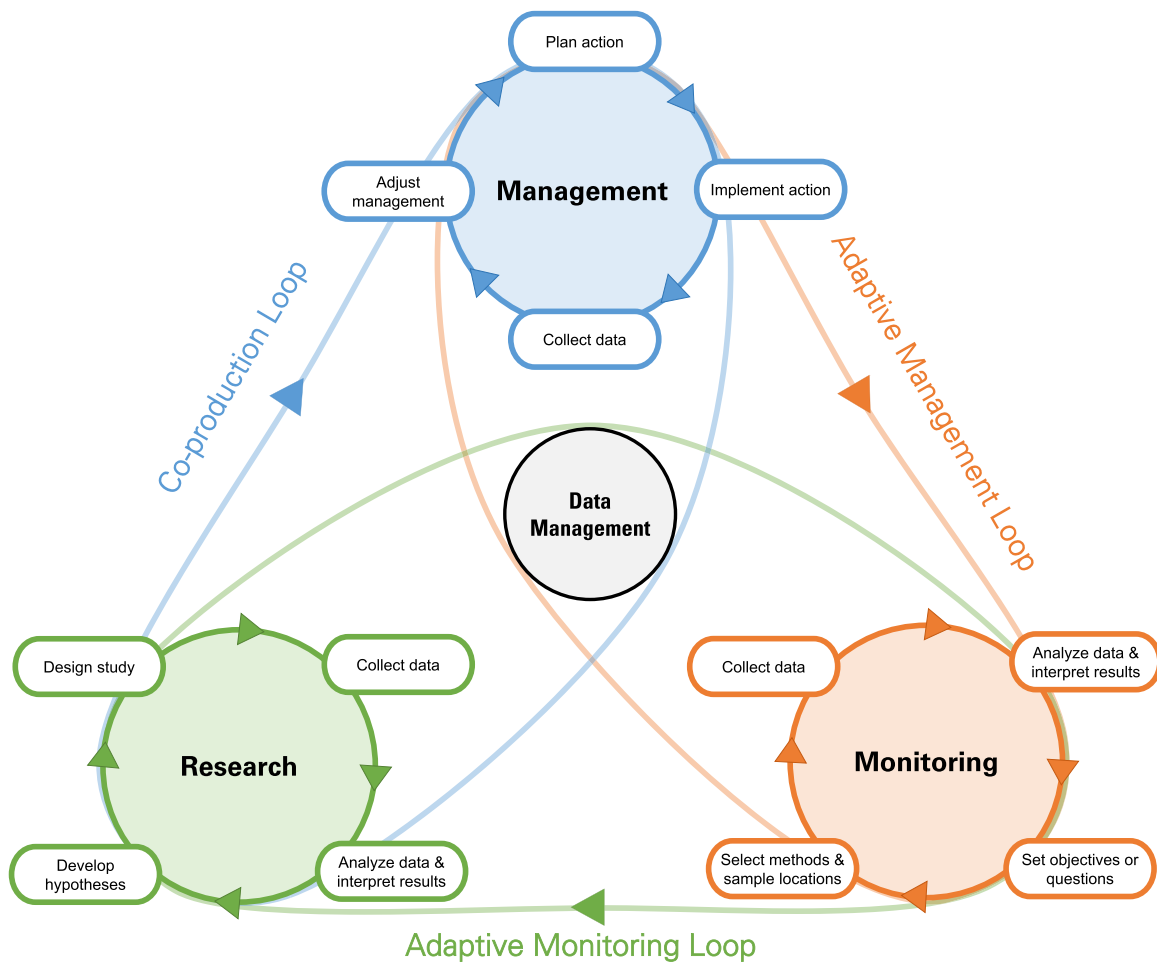 Plan action
Adjust
management
Management
Implement action
Collect data
Co-production Loop
Adaptive Management Loop
Data
Management
Design study
Collect data
Research
Develop
hypotheses
Analyze data &
interpret results
Collect data
Analyze data &
interpret results
Monitoring
Select methods &
sample locations
Set objectives or
questions
Adaptive Monitoring Loop